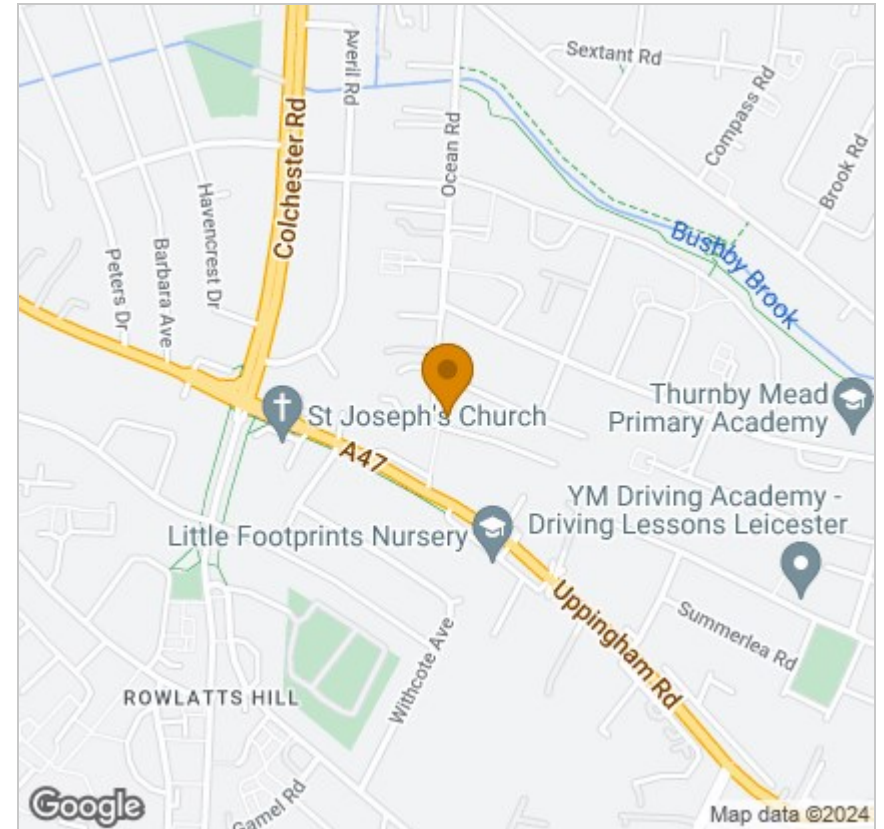 Sextant Rd
Averil Rd
Compass Rd
Colchester Rd
Ocean Rd
Brook Rd
Havencrest Dr
Bushby Brook
Peters Dr
Barbara Ave
Thurnby Mead
Primary Academy
St Joseph's Church
A47
YM Driving Academy -
Driving Lessons Leicester
Little Footprints Nursery
Uppingham Rd
Summerlea Rd
Withcote Ave
ROWLATTS HILL
Gamel Rd
Google
Map data ©2024